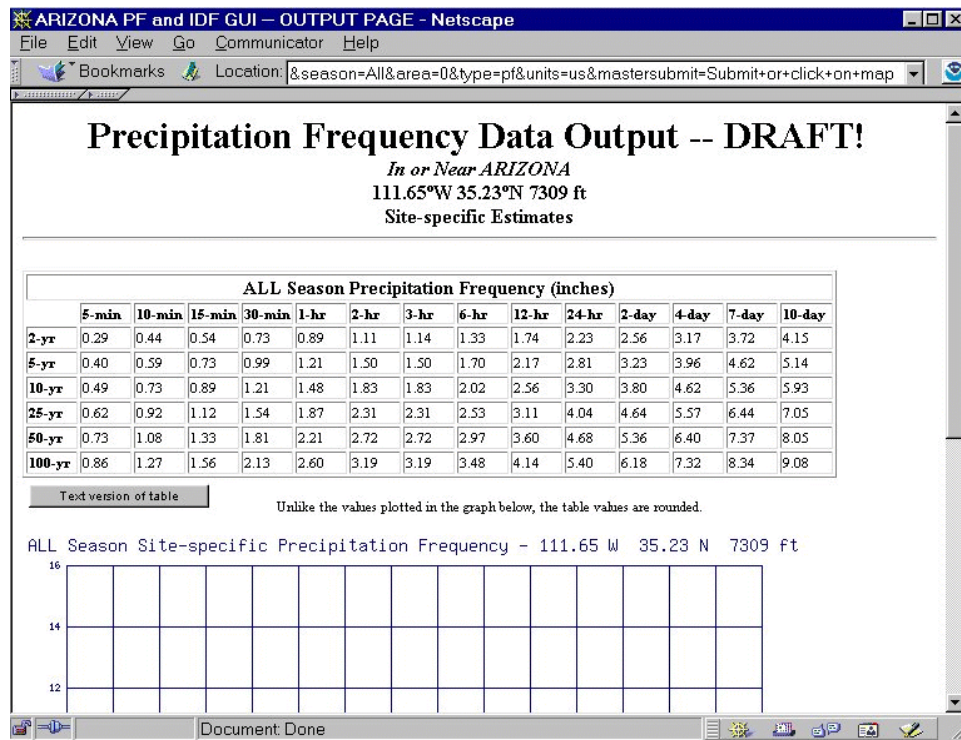 ARIZONA PF and IDF GUI — OUTPUT PAGE - Netscape
File Edit View Go Communicator Help
Bookmarks Location: &season=All&area=0&type=pf&units=us&mastersubmit=Submit+or+click+on+map
Precipitation Frequency Data Output -- DRAFT!
In or Near ARIZONA
111.65°W 35.23°N 7309 ft
Site-specific Estimates
ALL Season Precipitation Frequency (inches)
5-min 10-min 15-min 30-min 1-hr 2-hr 3-hr 6-hr 12-hr 24-hr 2-day 4-day 7-day 10-day
2-yr 0.29 0.44 0.54 0.73 0.89 1.11 1.14 1.33 1.74 2.23 2.56 3.17 3.72 4.15
5-yr 0.40 0.59 0.73 0.99 1.21 1.50 1.50 1.70 2.17 2.81 3.23 3.96 4.62 5.14
10-yr 0.49 0.73 0.89 1.21 1.48 1.83 1.83 2.02 2.56 3.30 3.80 4.62 5.36 5.93
25-yr 0.62 0.92 1.12 1.54 1.87 2.31 2.31 2.53 3.11 4.04 4.64 5.57 6.44 7.05
50-yr 0.73 1.08 1.33 1.81 2.21 2.72 2.72 2.97 3.60 4.68 5.36 6.40 7.37 8.05
100-yr 0.86 1.27 1.56 2.13 2.60 3.19 3.19 3.48 4.14 5.40 6.18 7.32 8.34 9.08
Text version of table
Unlike the values plotted in the graph below, the table values are rounded.
ALL Season Site-specific Precipitation Frequency - 111.65 W 35.23 N 7309 ft
16
14
12
Document: Done